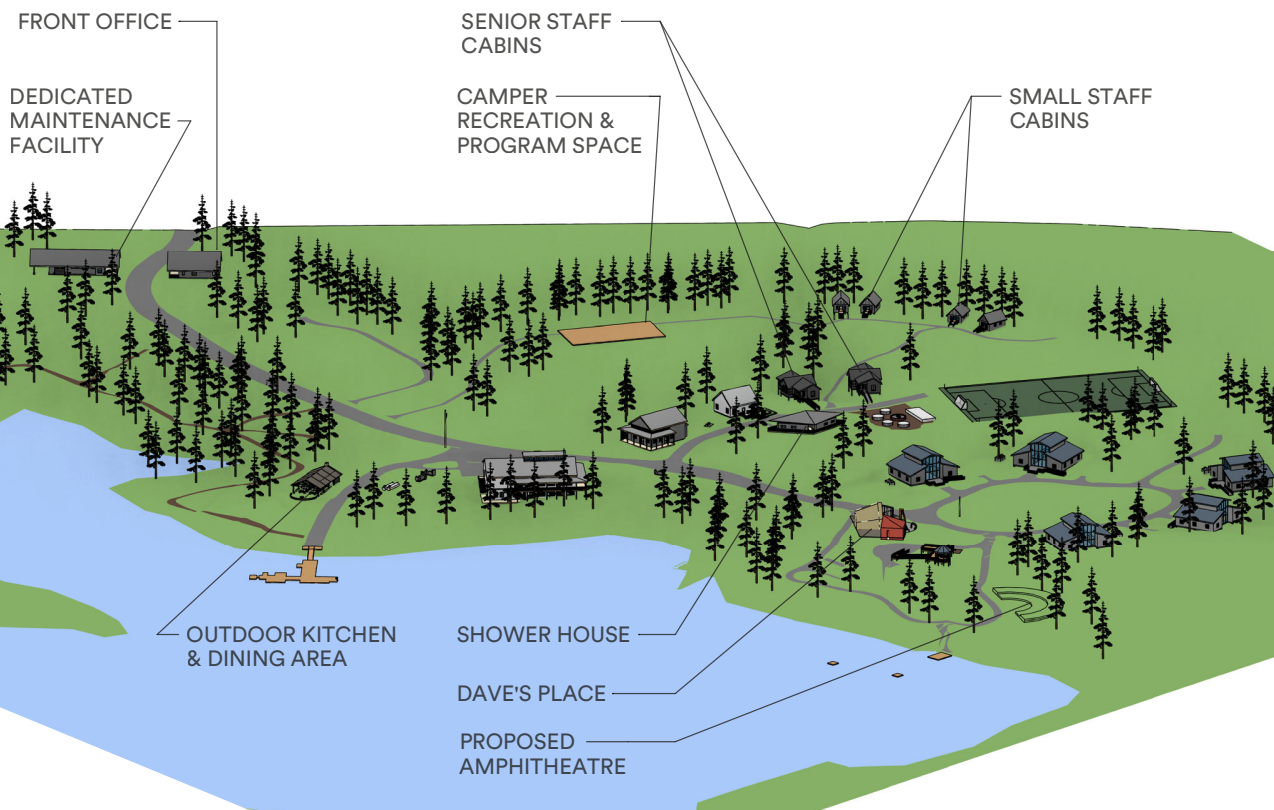 FRONT OFFICE
DEDICATED
MAINTENANCE
FACILITY
SENIOR STAFF
CABINS
CAMPER
RECREATION &
PROGRAM SPACE
SMALL STAFF
CABINS
OUTDOOR KITCHEN
& DINING AREA
SHOWER HOUSE
DAVE'S PLACE
PROPOSED
AMPHITHEATRE